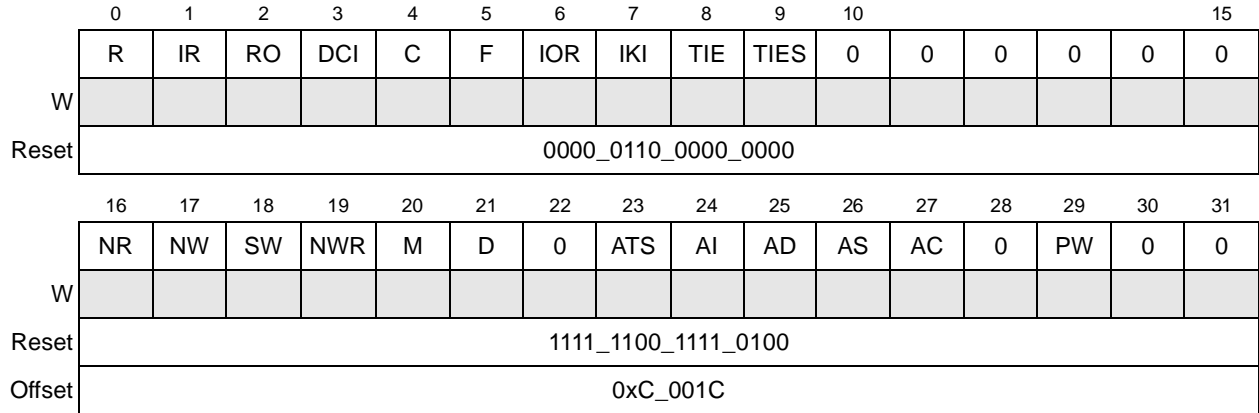 0 1 2 3 4 5 6 7 8 9 10 15
R IR RO DCI C F IOR IKI TIE TIES 0 0 0 0 0 0
W
Reset 0000_0110_0000_0000
16 17 18 19 20 21 22 23 24 25 26 27 28 29 30 31
NR NW SW NWR M D 0 ATS AI AD AS AC 0 PW 0 0
W
Reset 1111_1100_1111_0100
Offset 0xC_001C